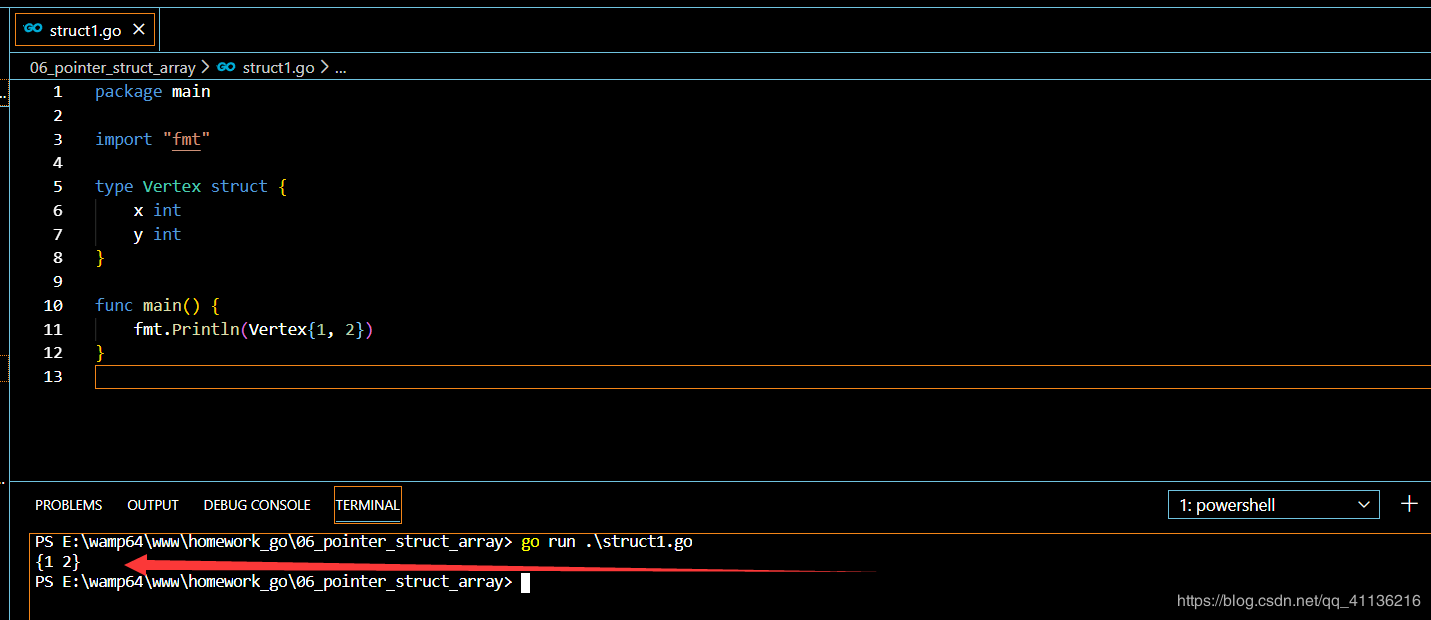 GO struct1.go ×
06_pointer_struct_array > GO struct1.go > ...
1 package main
2
3 import "fmt"
4
5 type Vertex struct {
6 x int
7 y int
8 }
9
10 func main() {
11 fmt.Println(Vertex{1, 2})
12 }
13
PROBLEMS OUTPUT DEBUG CONSOLE TERMINAL 1: powershell +
PS E:\wamp64\www\homework_go\06_pointer_struct_array> go run .\struct1.go
{1 2}
PS E:\wamp64\www\homework_go\06_pointer_struct_array>
https://blog.csdn.net/qq_41136216